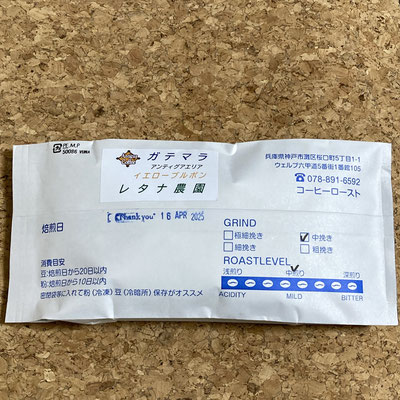 PE, M, P
ガテマラ
アンティグアエリア
イエローブルボン
レタナ農園
兵庫県神戸市灘区桜口町5丁目1-1
ウェルブ六甲道5番街1番館105
☎078-891-6592
コーヒーロースト
焙煎日
Thank you 16 APR 2025
GRIND
□極細挽き ☑中挽き
□細挽き □粗挽き
消費目安
豆:焙煎日から20日以内
粉:焙煎日から10日以内
密閉袋等に入れて粉(冷凍)豆(冷暗所)保存がオススメ
ROASTLEVEL
浅煎り 中煎り 深煎り
ACIDITY MILD BITTER